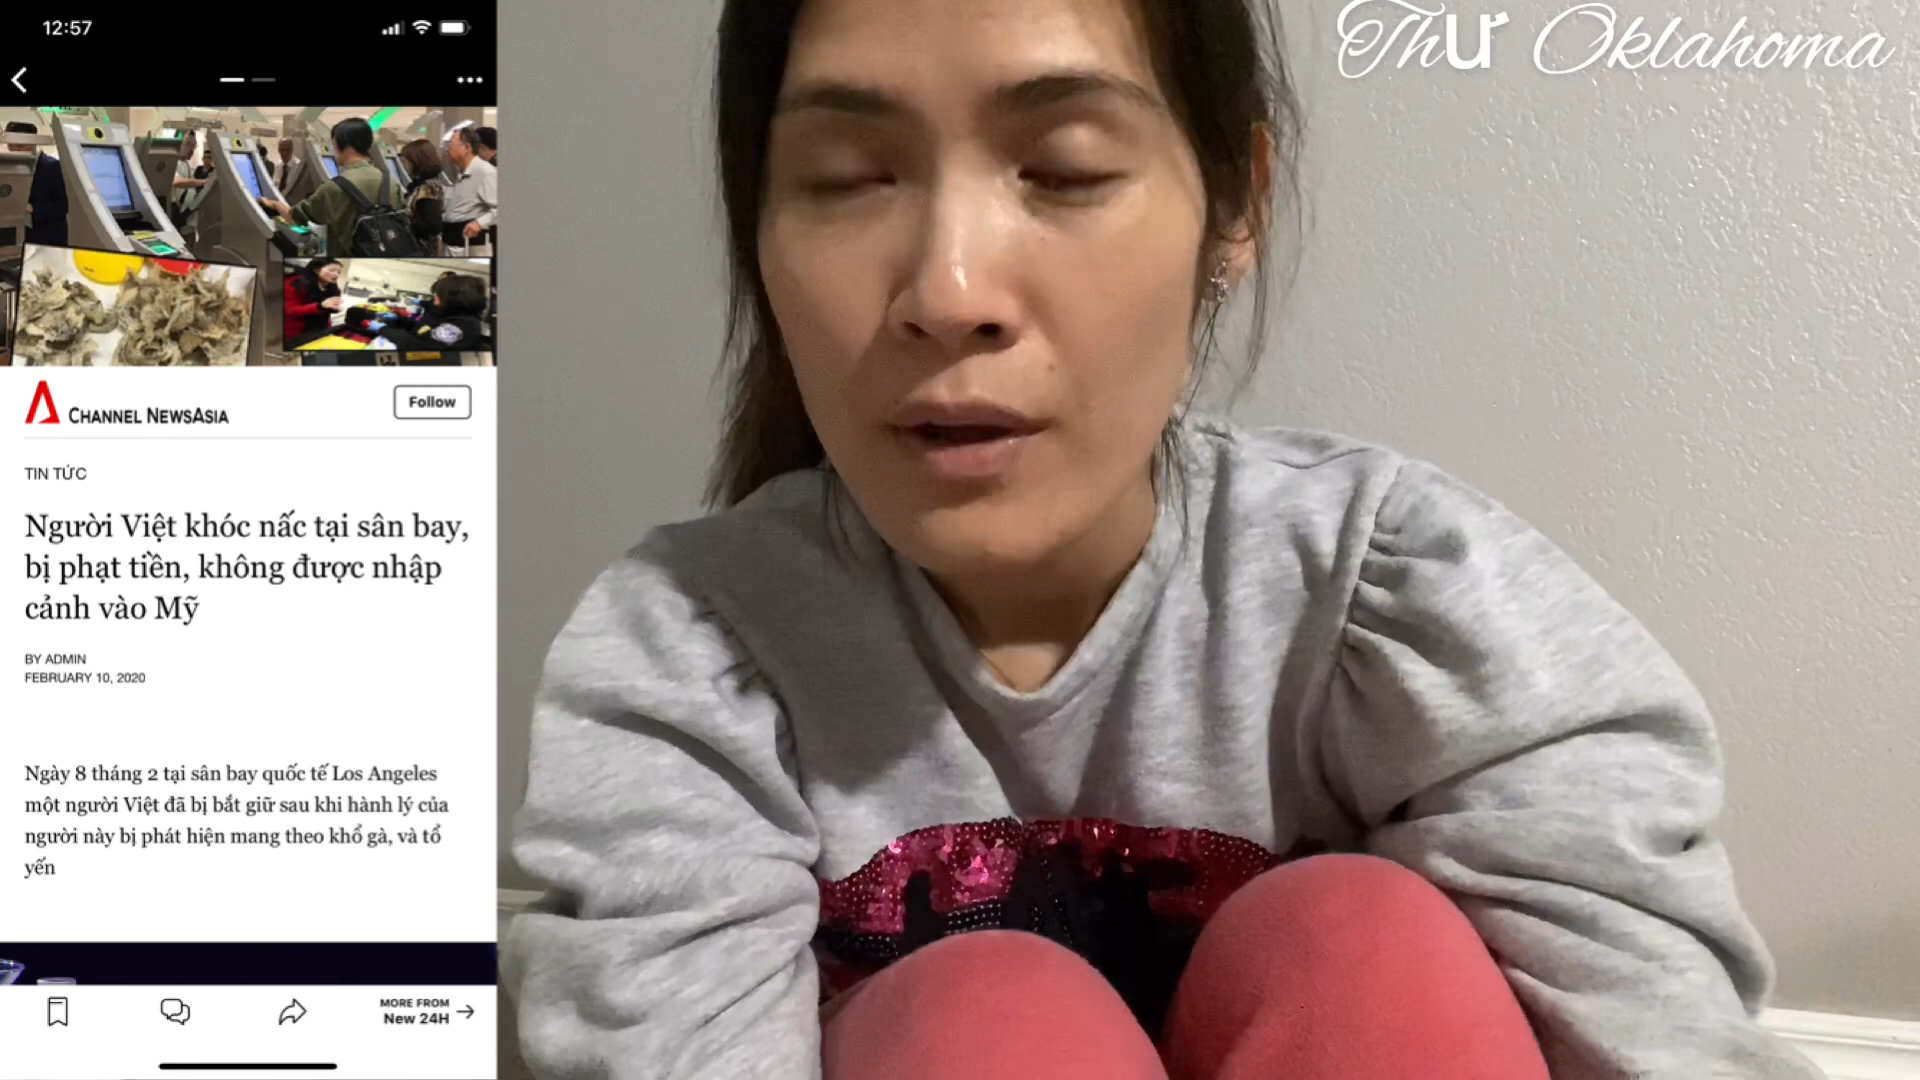 12:57
Thư Oklahoma
CHANNEL NEWSASIA
Follow
TIN TỨC
Người Việt khóc nấc tại sân bay,
bị phạt tiền, không được nhập
cảnh vào Mỹ
BY ADMIN
FEBRUARY 10, 2020
Ngày 8 tháng 2 tại sân bay quốc tế Los Angeles
một người Việt đã bị bắt giữ sau khi hành lý của
người này bị phát hiện mang theo khổ gà, và tổ
yến
MORE FROM
New 24H